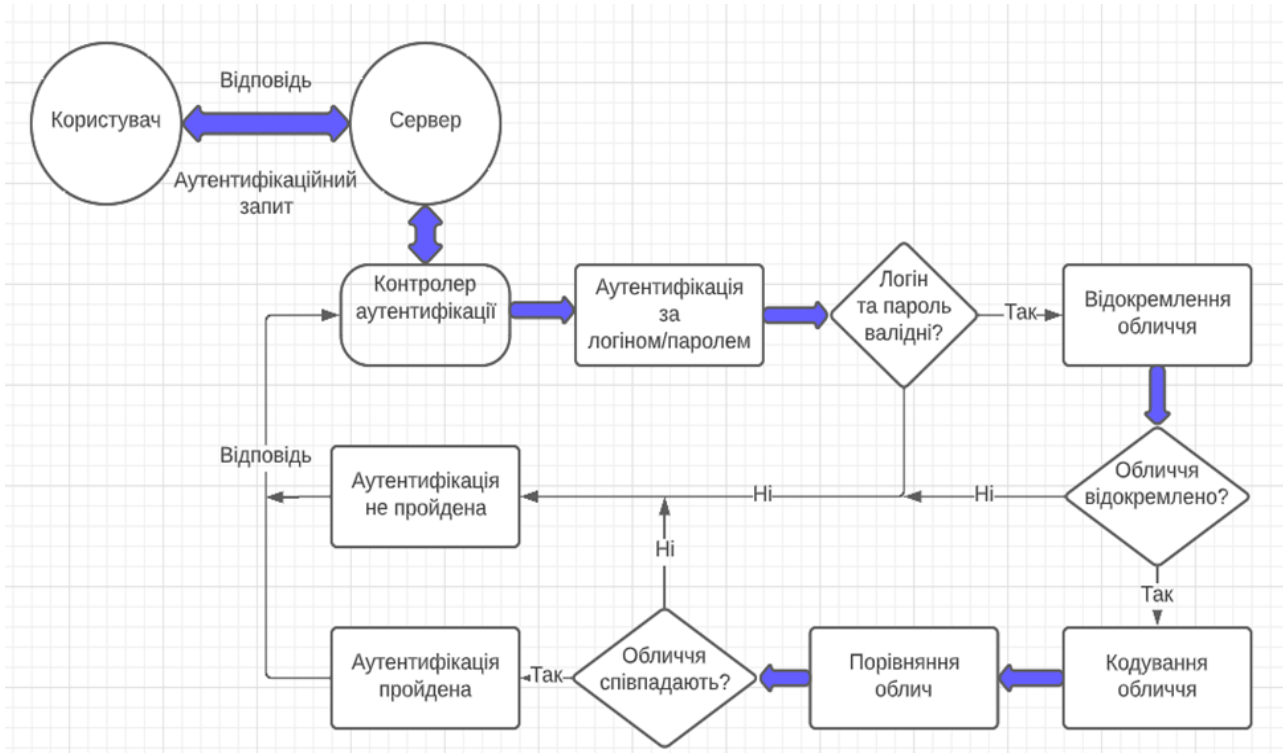 Відповідь
Користувач
Сервер
Аутентифікаційний
запит
Контролер
аутентифікації
Аутентифікація
за
логіном/паролем
Логін
та пароль
валідні?
Так
Відокремлення
обличчя
Відповідь
Аутентифікація
не пройдена
Ні
Ні
Обличчя
відокремлено?
Ні
Так
Аутентифікація
пройдена
Так
Обличчя
співпадають?
Порівняння
облич
Кодування
обличчя